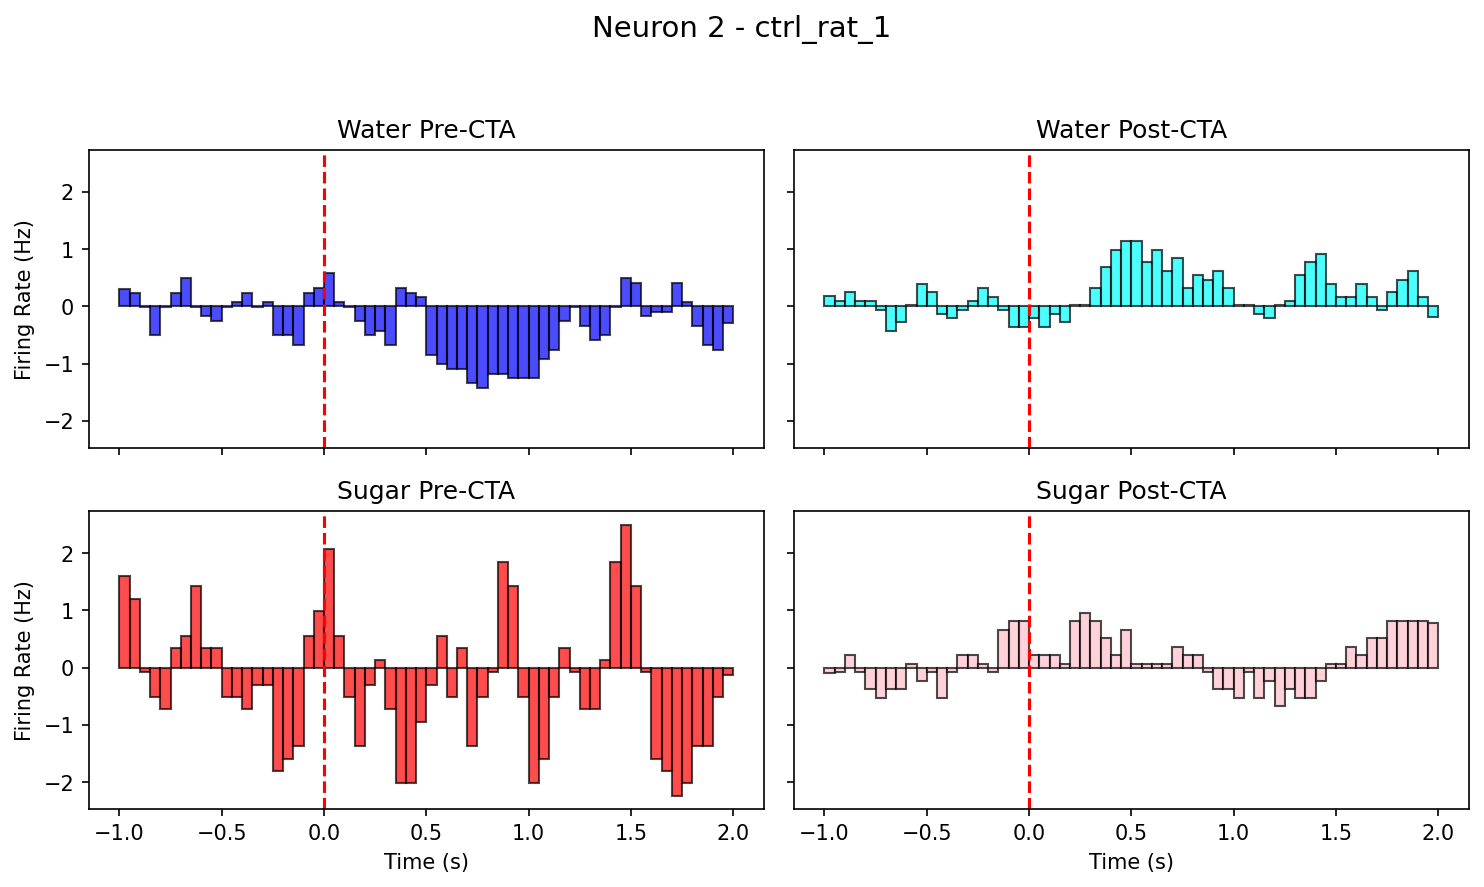 Neuron 2 - ctrl_rat_1
Water Pre-CTA
Water Post-CTA
Firing Rate (Hz)
2
1
0
−1
−2
Sugar Pre-CTA
Sugar Post-CTA
Firing Rate (Hz)
2
1
0
−1
−2
−1.0 −0.5 0.0 0.5 1.0 1.5 2.0
−1.0 −0.5 0.0 0.5 1.0 1.5 2.0
Time (s)
Time (s)